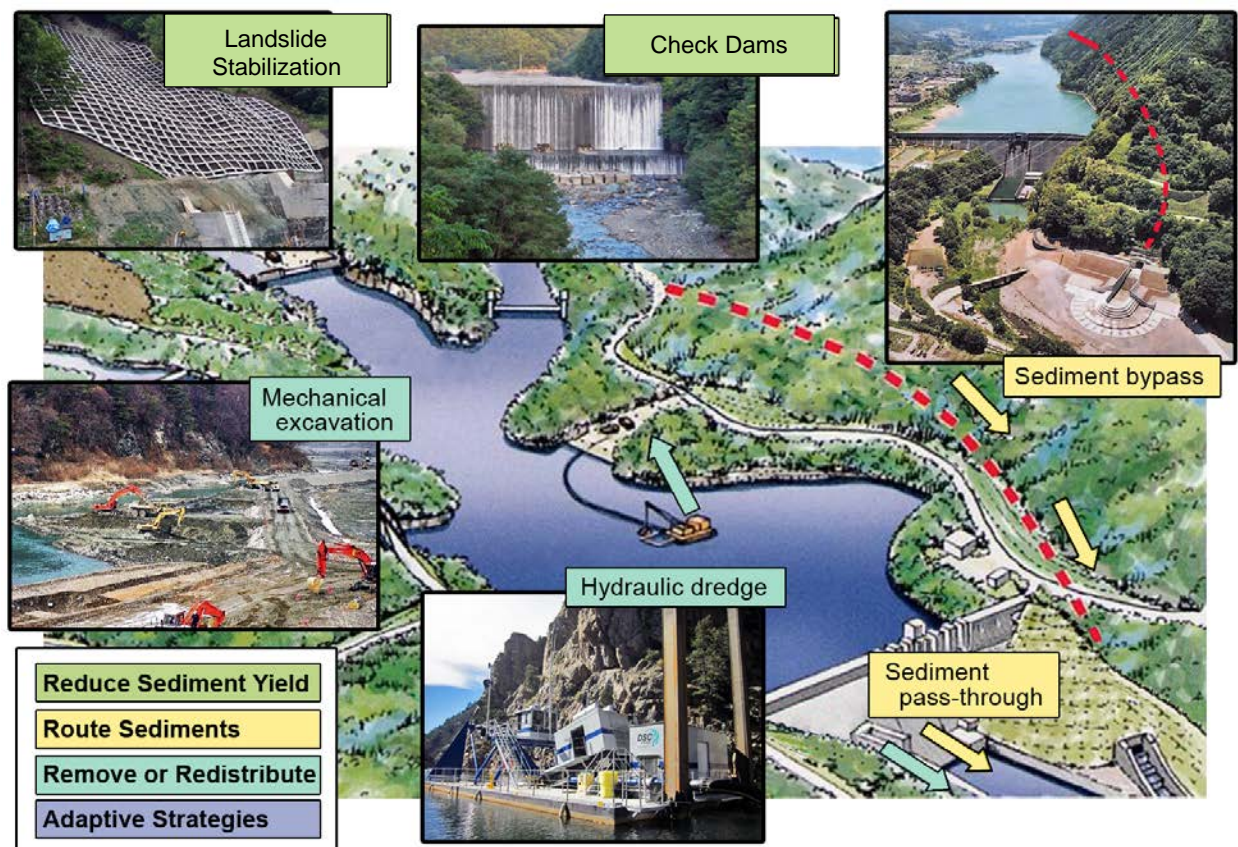 Landslide
Stabilization
Check Dams
Sediment bypass
Mechanical
excavation
Hydraulic dredge
DSC
Sediment
pass-through
Reduce Sediment Yield
Route Sediments
Remove or Redistribute
Adaptive Strategies